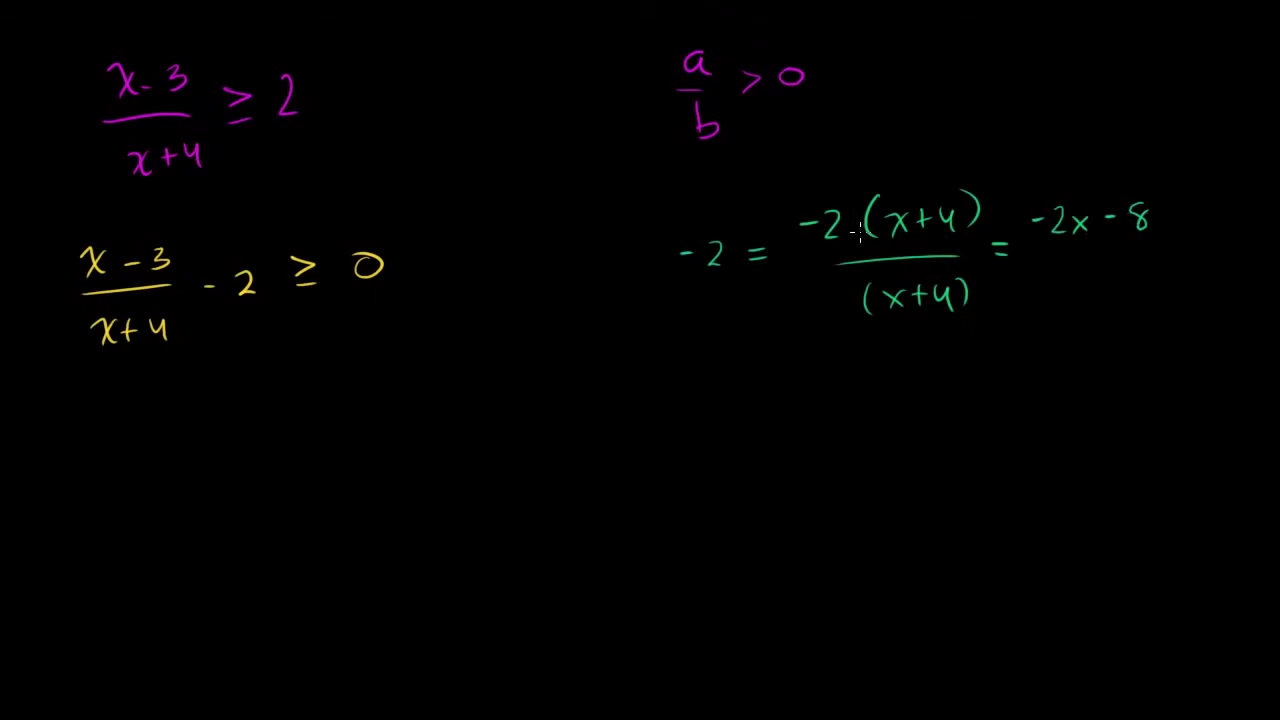 (x-3)/(x+4) ≥ 2
a/b > 0
-2 = -2·(x+4)/(x+4) = -2x - 8
(x-3)/(x+4) - 2 ≥ 0